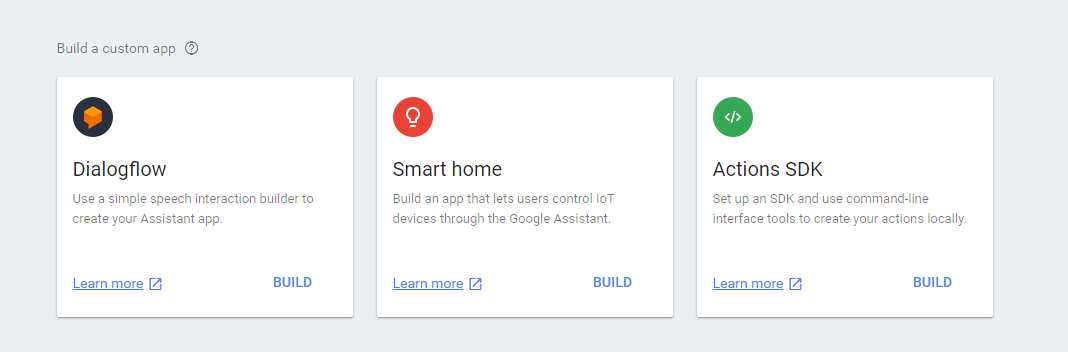 Build a custom app
Dialogflow
Use a simple speech interaction builder to
create your Assistant app.
Learn more
BUILD
Smart home
Build an app that lets users control IoT
devices through the Google Assistant.
Learn more
BUILD
Actions SDK
Set up an SDK and use command-line
interface tools to create your actions locally.
Learn more
BUILD